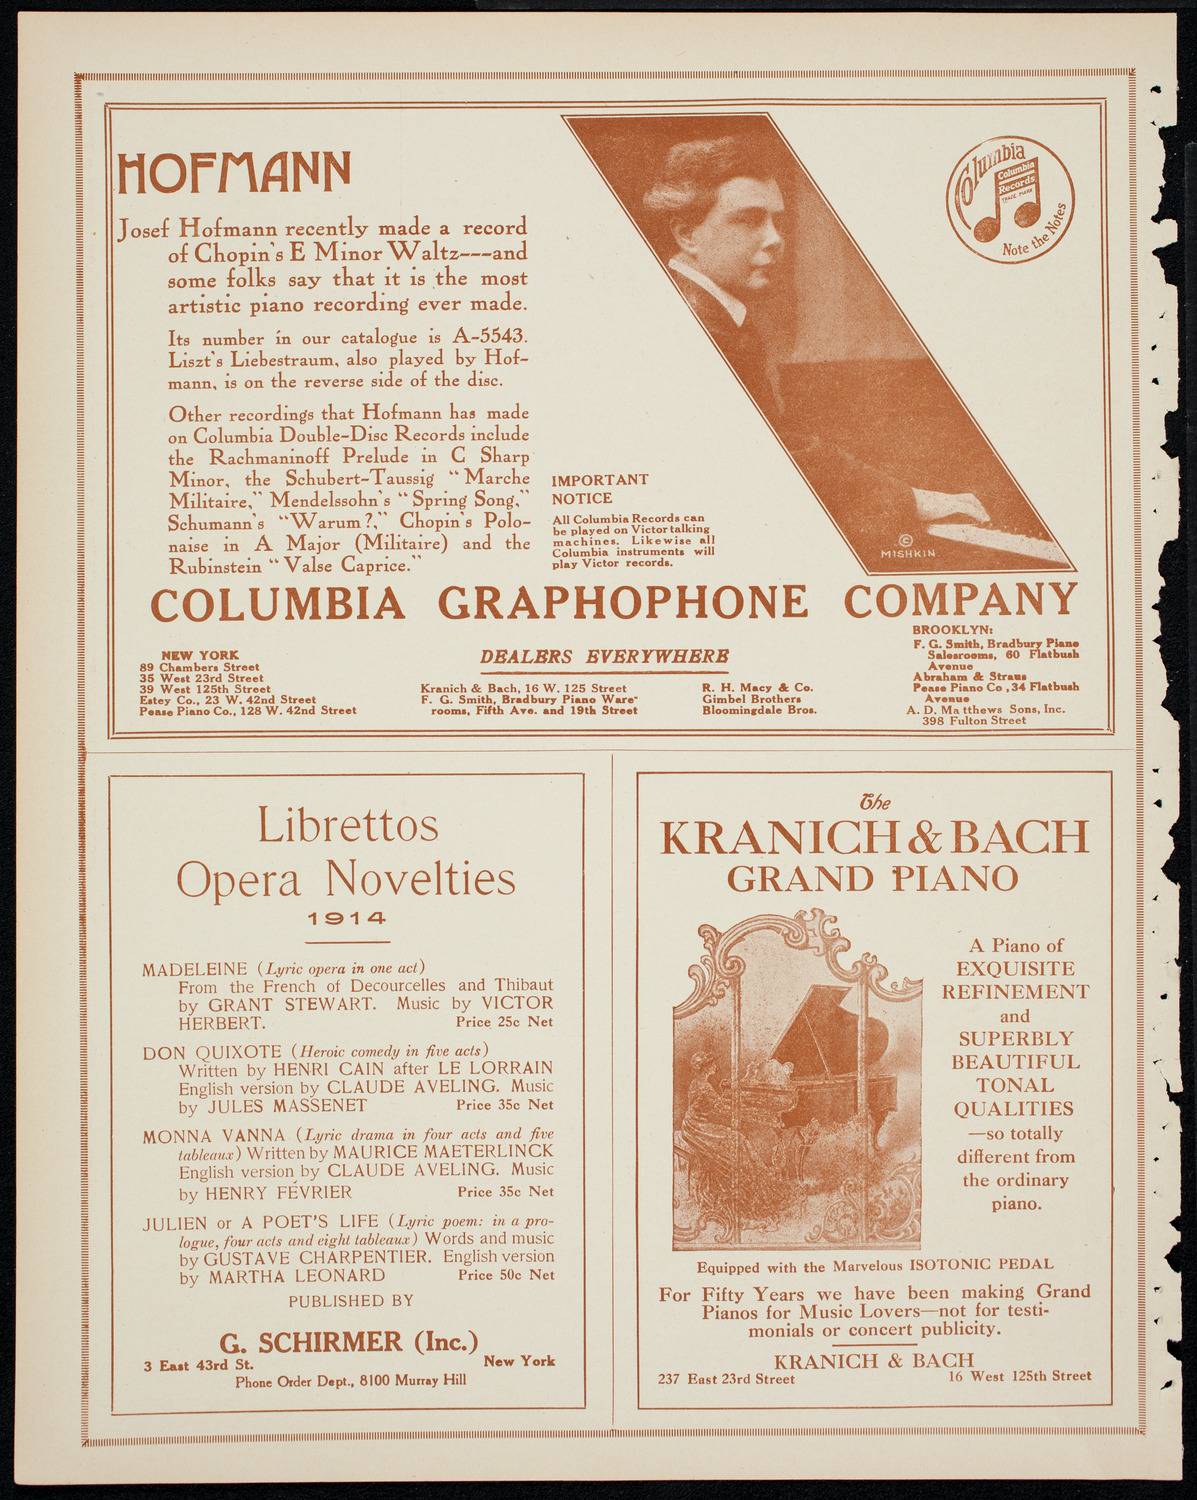 HOFMANN
Josef Hofmann recently made a record
of Chopin's E Minor Waltz---and
some folks say that it is the most
artistic piano recording ever made.
Its number in our catalogue is A-5543.
Liszt's Liebestraum, also played by Hof-
mann, is on the reverse side of the disc.
Other recordings that Hofmann has made
on Columbia Double-Disc Records include
the Rachmaninoff Prelude in C Sharp
Minor, the Schubert-Taussig "Marche
Militaire," Mendelssohn's "Spring Song,"
Schumann's "Warum?," Chopin's Polo-
naise in A Major (Militaire) and the
Rubinstein "Valse Caprice."
IMPORTANT
NOTICE
All Columbia Records can
be played on Victor talking
machines. Likewise all
Columbia instruments will
play Victor records.
©
MISHKIN
Columbia
Columbia
Records
TRADE MARK
Note the Notes
COLUMBIA GRAPHOPHONE COMPANY
NEW YORK
89 Chambers Street
35 West 23rd Street
39 West 125th Street
Estey Co., 23 W. 42nd Street
Pease Piano Co., 128 W. 42nd Street
DEALERS EVERYWHERE
Kranich & Bach, 16 W. 125 Street
F. G. Smith, Bradbury Piano Ware-
rooms, Fifth Ave. and 19th Street
R. H. Macy & Co.
Gimbel Brothers
Bloomingdale Bros.
BROOKLYN:
F. G. Smith, Bradbury Piano
Salesrooms, 60 Flatbush
Avenue
Abraham & Straus
Pease Piano Co., 34 Flatbush
Avenue
A. D. Matthews Sons, Inc.
398 Fulton Street
Librettos
Opera Novelties
1914
MADELEINE (Lyric opera in one act)
From the French of Decourcelles and Thibaut
by GRANT STEWART. Music by VICTOR
HERBERT. Price 25c Net
DON QUIXOTE (Heroic comedy in five acts)
Written by HENRI CAIN after LE LORRAIN
English version by CLAUDE AVELING. Music
by JULES MASSENET Price 35c Net
MONNA VANNA (Lyric drama in four acts and five
tableaux) Written by MAURICE MAETERLINCK
English version by CLAUDE AVELING. Music
by HENRY FÉVRIER Price 35c Net
JULIEN or A POET'S LIFE (Lyric poem: in a pro-
logue, four acts and eight tableaux) Words and music
by GUSTAVE CHARPENTIER. English version
by MARTHA LEONARD Price 50c Net
PUBLISHED BY
G. SCHIRMER (Inc.)
3 East 43rd St. New York
Phone Order Dept., 8100 Murray Hill
The
KRANICH & BACH
GRAND PIANO
A Piano of
EXQUISITE
REFINEMENT
and
SUPERBLY
BEAUTIFUL
TONAL
QUALITIES
—so totally
different from
the ordinary
piano.
Equipped with the Marvelous ISOTONIC PEDAL
For Fifty Years we have been making Grand
Pianos for Music Lovers—not for testi-
monials or concert publicity.
KRANICH & BACH
237 East 23rd Street 16 West 125th Street